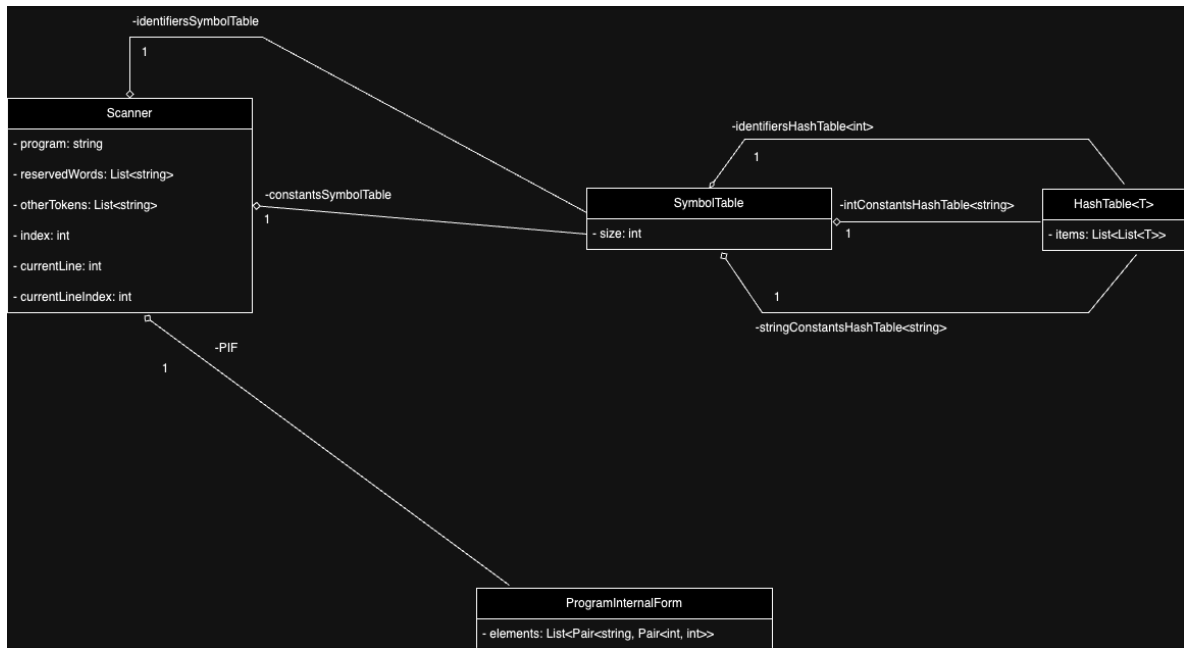 -identifiersSymbolTable
1
Scanner
- program: string
- reservedWords: List<string>
- otherTokens: List<string>
- index: int
- currentLine: int
- currentLineIndex: int
-constantsSymbolTable
1
-identifiersHashTable<int>
1
SymbolTable
- size: int
-intConstantsHashTable<string>
1
HashTable<T>
- items: List<List<T>>
1
-stringConstantsHashTable<string>
-PIF
1
ProgramInternalForm
- elements: List<Pair<string, Pair<int, int>>